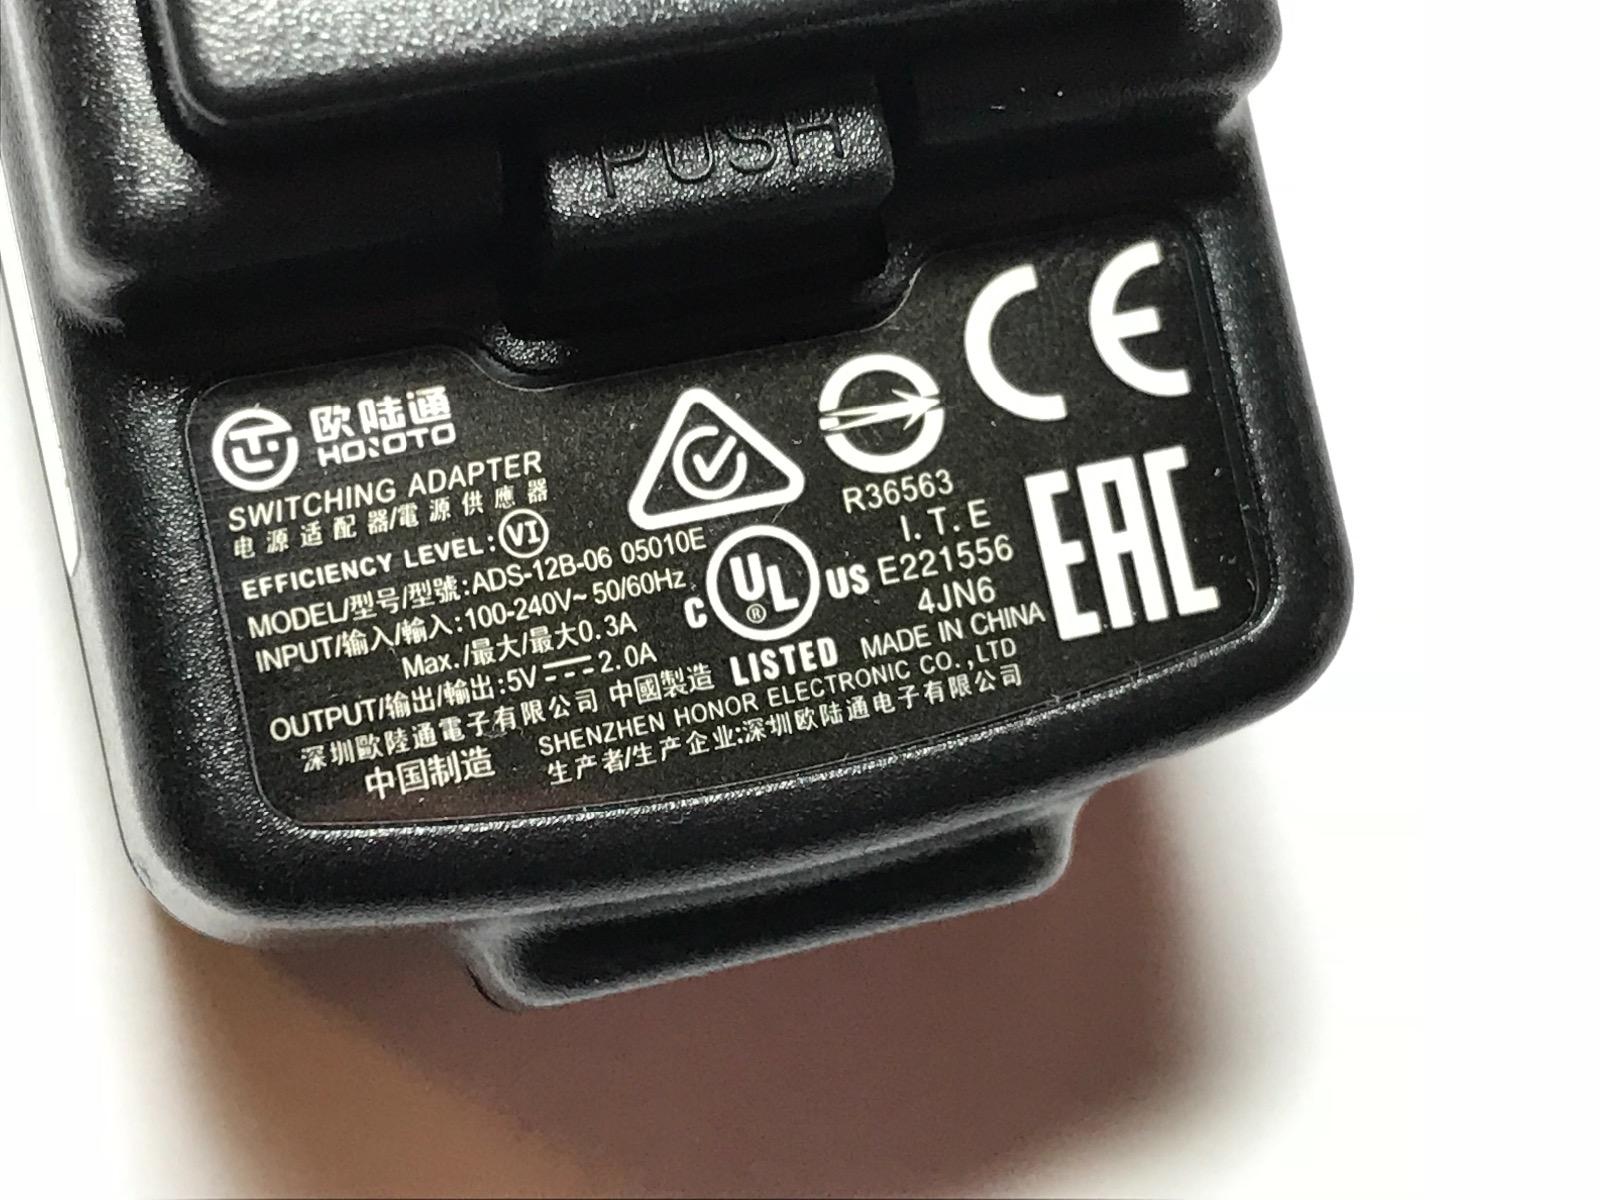 PUSH
CE
欧陆通
HONOTO
SWITCHING ADAPTER
电源适配器/電源供應器
EFFICIENCY LEVEL: VI
MODEL/型号/型號:ADS-12B-06 05010E
INPUT/输入/輸入:100-240V~ 50/60Hz
Max./最大/最大0.3A
OUTPUT/输出/輸出:5V⎓2.0A
深圳歐陸通電子有限公司 中國製造
中国制造
R36563
I.T.E
E221556
4JN6
C UL® US
LISTED
EAC
MADE IN CHINA
SHENZHEN HONOR ELECTRONIC CO.,LTD
生产者/生产企业:深圳欧陆通电子有限公司